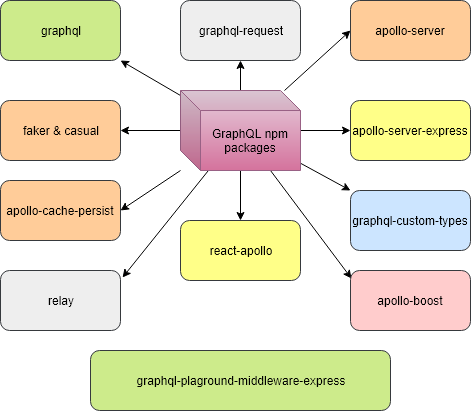 graphql
graphql-request
apollo-server
faker & casual
GraphQL npm
packages
apollo-server-express
apollo-cache-persist
graphql-custom-types
react-apollo
relay
apollo-boost
graphql-plaground-middleware-express